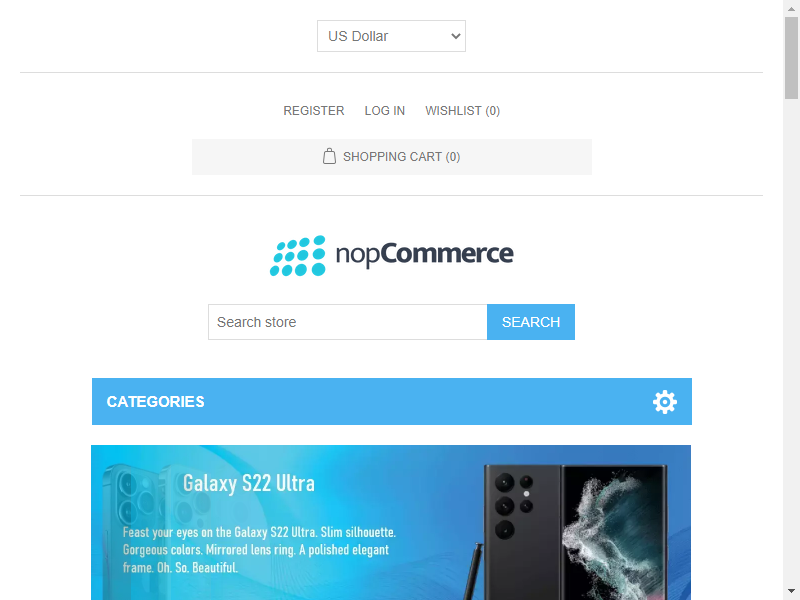 US Dollar
REGISTER LOG IN WISHLIST (0)
SHOPPING CART (0)
nopCommerce
Search store SEARCH
CATEGORIES
Galaxy S22 Ultra
Feast your eyes on the Galaxy S22 Ultra. Slim silhouette.
Gorgeous colors. Mirrored lens ring. A polished elegant
frame. Oh. So. Beautiful.